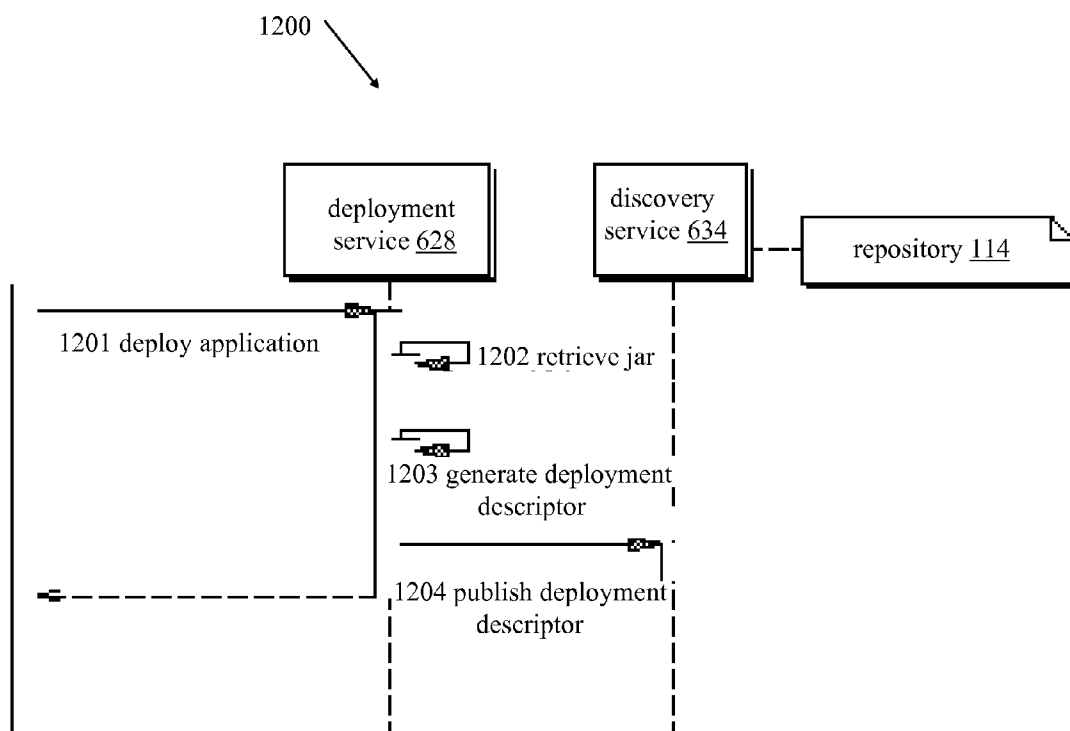 1200
deployment
service 628
discovery
service 634
repository 114
1201 deploy application
1202 retrieve jar
1203 generate deployment
descriptor
1204 publish deployment
descriptor